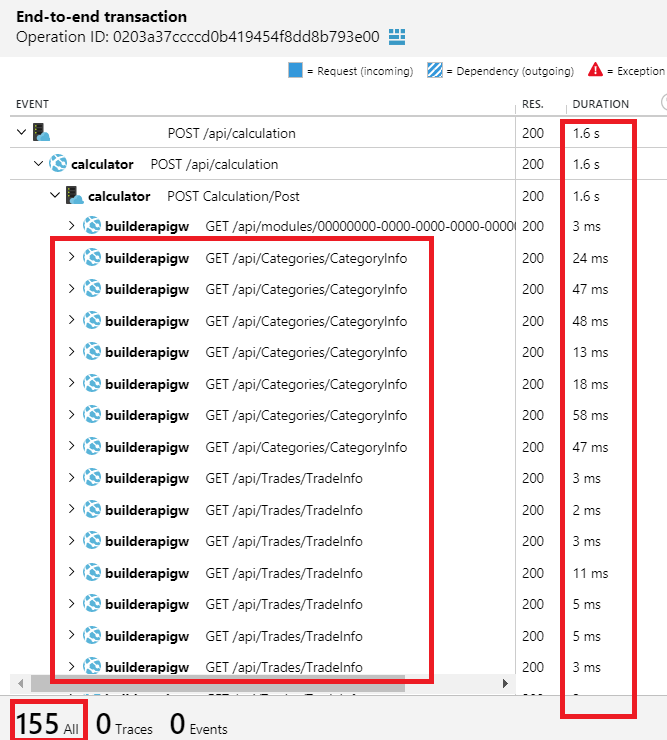 End-to-end transaction
Operation ID: 0203a37ccccd0b419454f8dd8b793e00
= Request (incoming) = Dependency (outgoing) = Exception
EVENT RES. DURATION
POST /api/calculation 200 1.6 s
calculator POST /api/calculation 200 1.6 s
calculator POST Calculation/Post 200 1.6 s
builderapigw GET /api/modules/00000000-0000-0000-0000-00000 200 3 ms
builderapigw GET /api/Categories/CategoryInfo 200 24 ms
builderapigw GET /api/Categories/CategoryInfo 200 47 ms
builderapigw GET /api/Categories/CategoryInfo 200 48 ms
builderapigw GET /api/Categories/CategoryInfo 200 13 ms
builderapigw GET /api/Categories/CategoryInfo 200 18 ms
builderapigw GET /api/Categories/CategoryInfo 200 58 ms
builderapigw GET /api/Categories/CategoryInfo 200 47 ms
builderapigw GET /api/Trades/TradeInfo 200 3 ms
builderapigw GET /api/Trades/TradeInfo 200 2 ms
builderapigw GET /api/Trades/TradeInfo 200 3 ms
builderapigw GET /api/Trades/TradeInfo 200 11 ms
builderapigw GET /api/Trades/TradeInfo 200 5 ms
builderapigw GET /api/Trades/TradeInfo 200 5 ms
builderapigw GET /api/Trades/TradeInfo 200 3 ms
155 All 0 Traces 0 Events